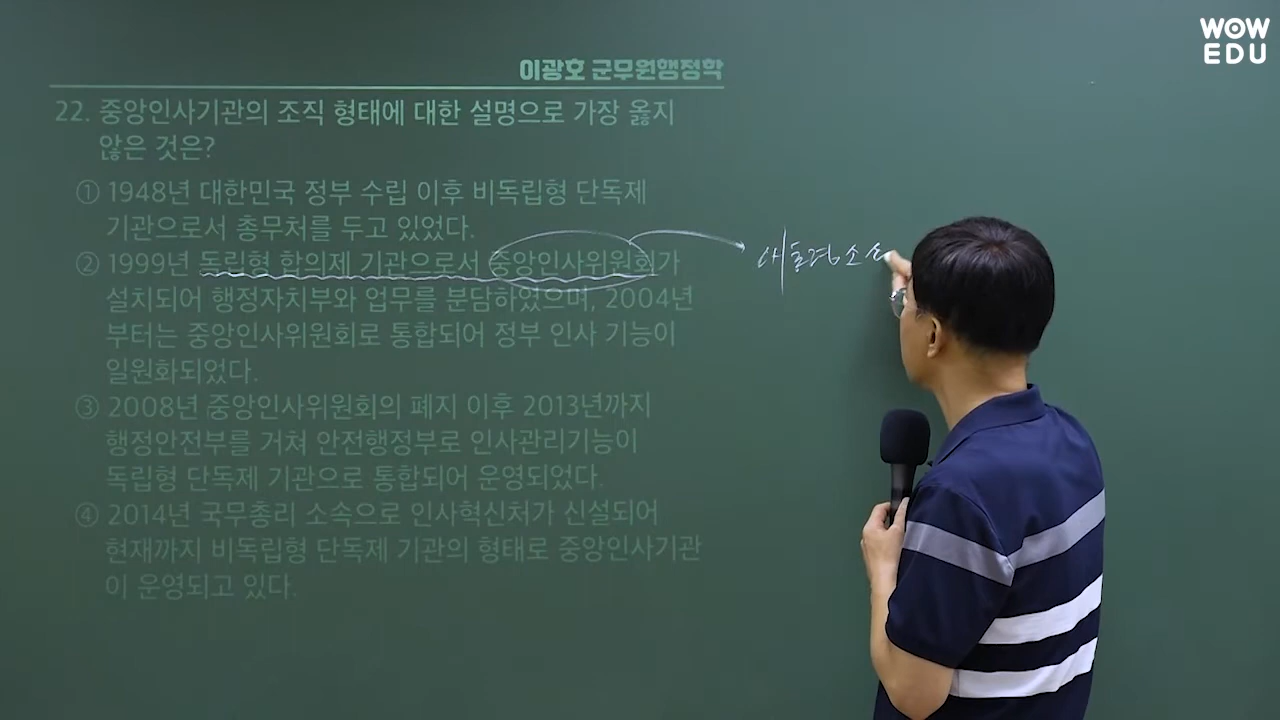 WOW
EDU
이광호 군무원행정학
22. 중앙인사기관의 조직 형태에 대한 설명으로 가장 옳지
않은 것은?
① 1948년 대한민국 정부 수립 이후 비독립형 단독제
기관으로서 총무처를 두고 있었다.
② 1999년 독립형 합의제 기관으로서 중앙인사위원회가
설치되어 행정자치부와 업무를 분담하였으며, 2004년
부터는 중앙인사위원회로 통합되어 정부 인사 기능이
일원화되었다.
③ 2008년 중앙인사위원회의 폐지 이후 2013년까지
행정안전부를 거쳐 안전행정부로 인사관리기능이
독립형 단독제 기관으로 통합되어 운영되었다.
④ 2014년 국무총리 소속으로 인사혁신처가 신설되어
현재까지 비독립형 단독제 기관의 형태로 중앙인사기관
이 운영되고 있다.